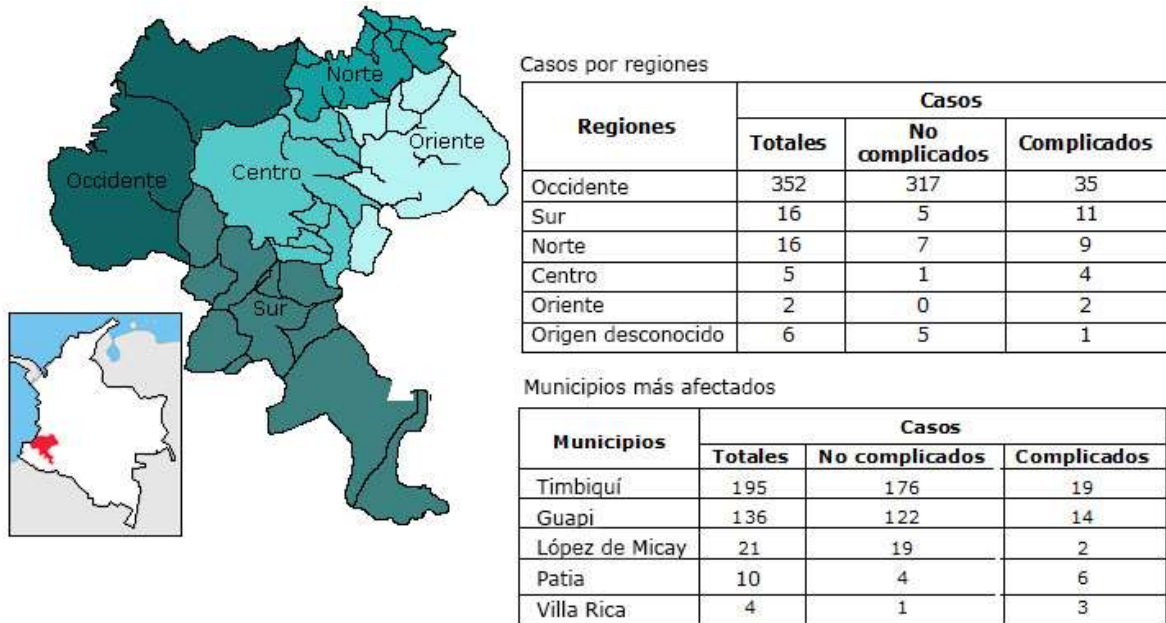 Norte
Oriente
Centro
Occidente
Sur
Casos por regiones
Regiones Casos
Totales No complicados Complicados
Occidente 352 317 35
Sur 16 5 11
Norte 16 7 9
Centro 5 1 4
Oriente 2 0 2
Origen desconocido 6 5 1
Municipios más afectados
Municipios Casos
Totales No complicados Complicados
Timbiquí 195 176 19
Guapi 136 122 14
López de Micay 21 19 2
Patia 10 4 6
Villa Rica 4 1 3